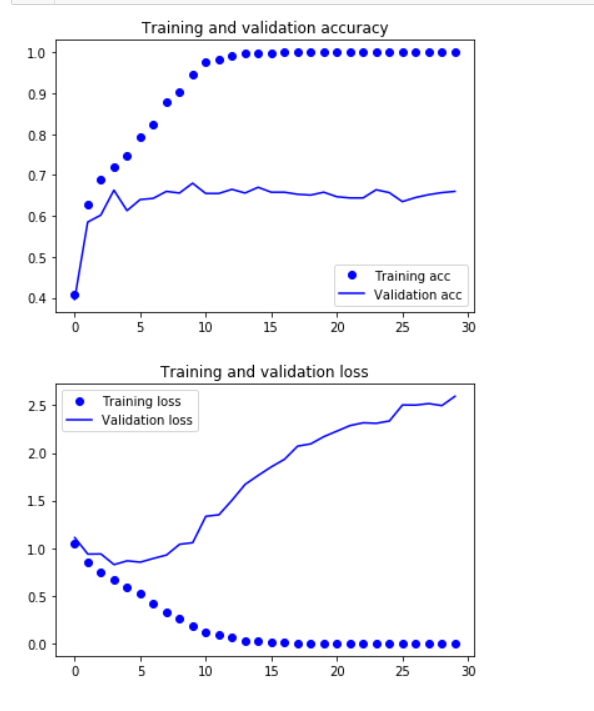 Training and validation accuracy
1.0
0.9
0.8
0.7
0.6
0.5
0.4
Training acc
Validation acc
0 5 10 15 20 25 30
Training and validation loss
Training loss
Validation loss
2.5
2.0
1.5
1.0
0.5
0.0
0 5 10 15 20 25 30